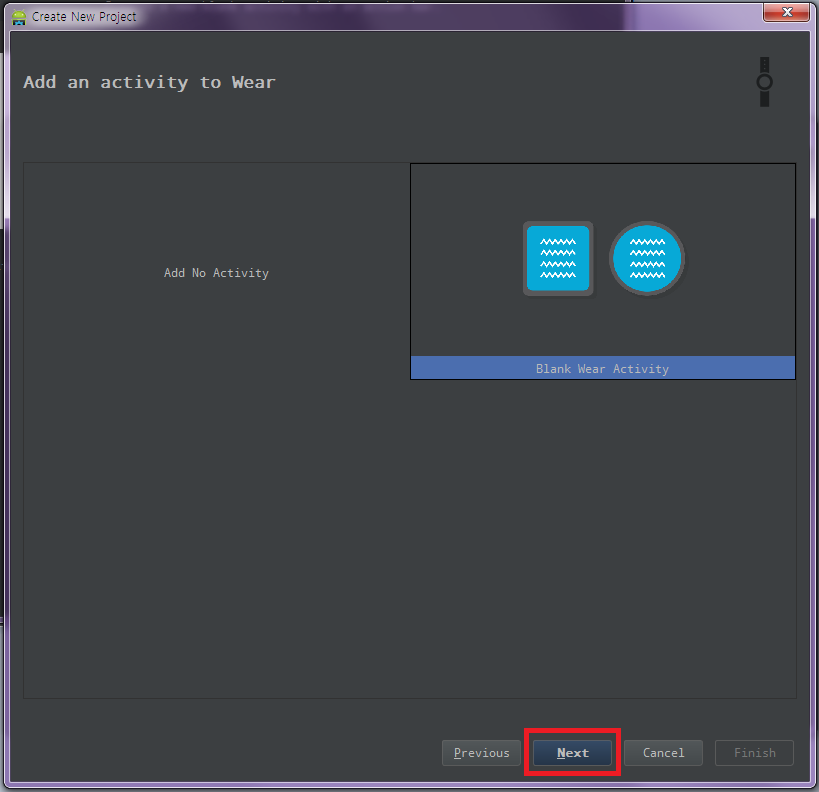 Create New Project
Add an activity to Wear
Add No Activity
Blank Wear Activity
Previous
Next
Cancel
Finish